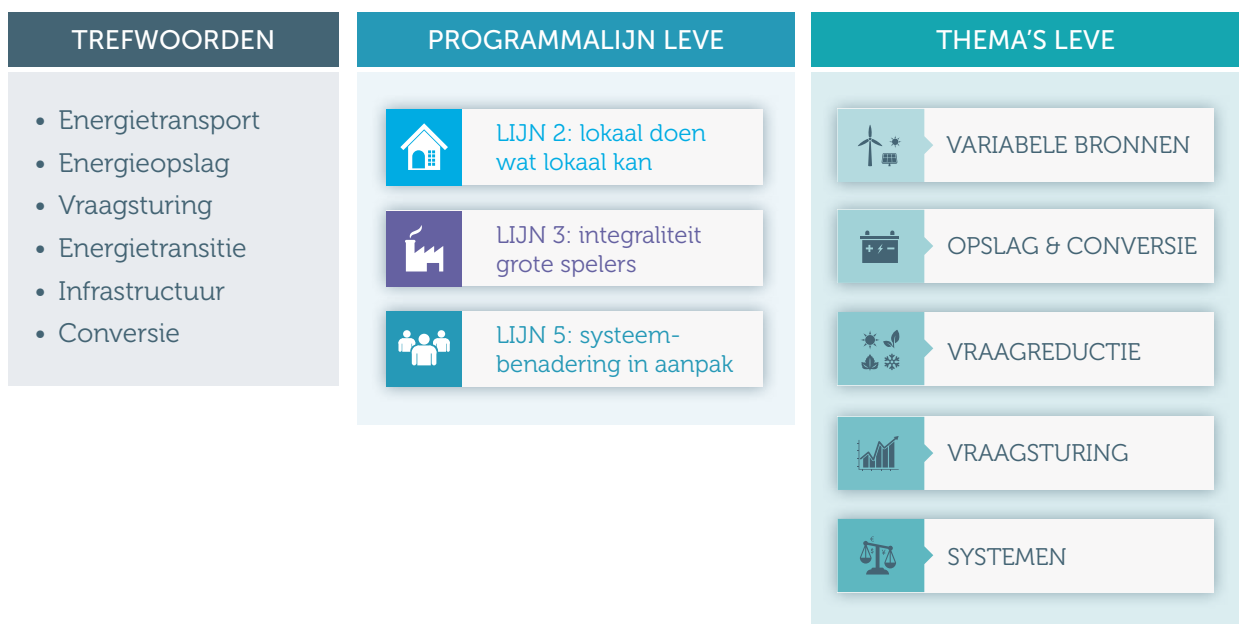 TREFWOORDEN
• Energietransport
• Energieopslag
• Vraagsturing
• Energietransitie
• Infrastructuur
• Conversie
PROGRAMMALIJN LEVE
LIJN 2: lokaal doen
wat lokaal kan
LIJN 3: integraliteit
grote spelers
LIJN 5: systeem-
benadering in aanpak
THEMA'S LEVE
VARIABELE BRONNEN
OPSLAG & CONVERSIE
VRAAGREDUCTIE
VRAAGSTURING
SYSTEMEN